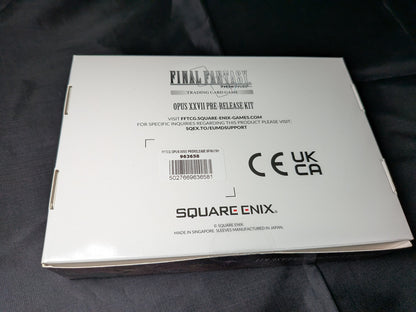 FINAL FANTASY
TRADING CARD GAME
OPUS XXVII PRE-RELEASE KIT
VISIT FFTCG.SQUARE-ENIX-GAMES.COM
FOR SPECIFIC INQUIRIES REGARDING THIS PRODUCT PLEASE VISIT:
SQEX.TO/EUMDSUPPORT
963658
CE UK
CA
SQUARE ENIX
© SQUARE ENIX
MADE IN SINGAPORE. SLEEVES MANUFACTURED IN JAPAN.